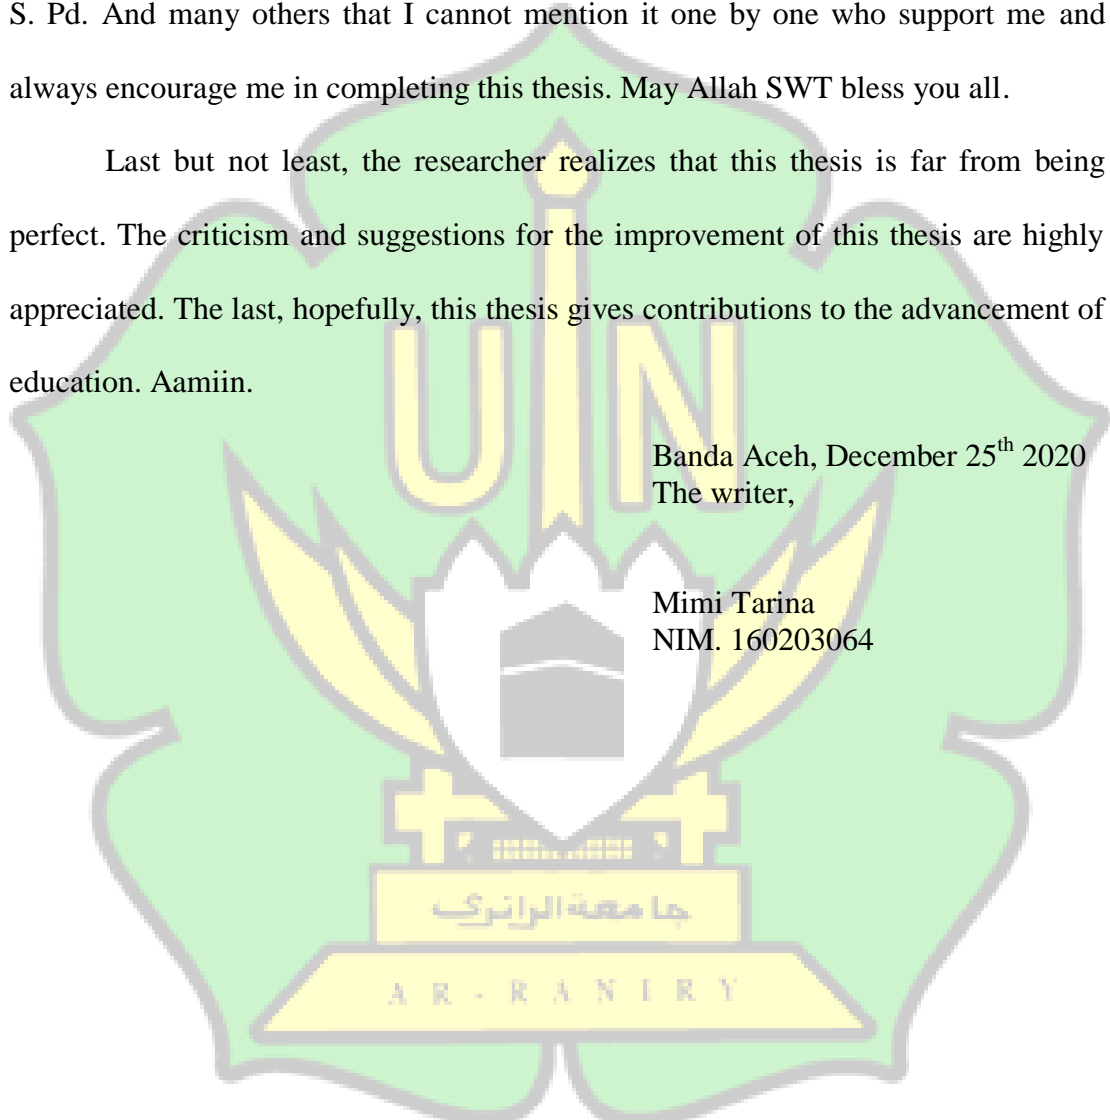 S. Pd. And many others that I cannot mention it one by one who support me and
always encourage me in completing this thesis. May Allah SWT bless you all.
Last but not least, the researcher realizes that this thesis is far from being
perfect. The criticism and suggestions for the improvement of this thesis are highly
appreciated. The last, hopefully, this thesis gives contributions to the advancement of
education. Aamiin.
UIN
Banda Aceh, December 25th 2020
The writer,
Mimi Tarina
NIM. 160203064
جامعة الرانري
AR-RANIRY